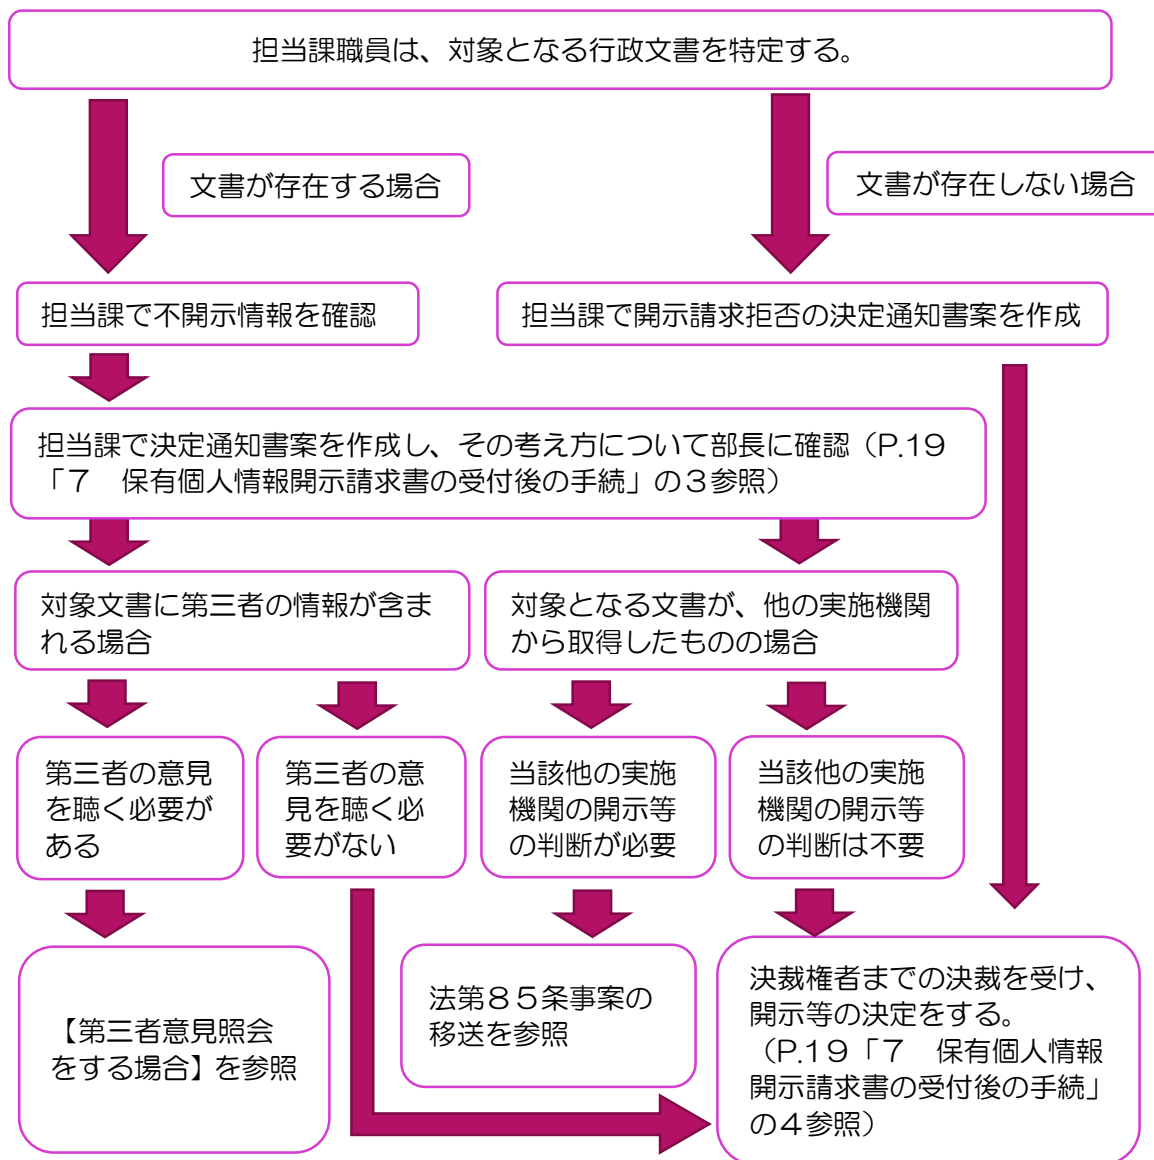 担当課職員は、対象となる行政文書を特定する。
文書が存在する場合
文書が存在しない場合
担当課で不開示情報を確認
担当課で開示請求拒否の決定通知書案を作成
担当課で決定通知書案を作成し、その考え方について部長に確認（P.19
「７　保有個人情報開示請求書の受付後の手続」の３参照）
対象文書に第三者の情報が含ま
れる場合
対象となる文書が、他の実施機関
から取得したものの場合
第三者の意見
を聴く必要が
ある
第三者の意
見を聴く必
要がない
当該他の実施
機関の開示等
の判断が必要
当該他の実施
機関の開示等
の判断は不要
【第三者意見照会
をする場合】を参照
法第８５条事案の
移送を参照
決裁権者までの決裁を受け、
開示等の決定をする。
（P.19「７　保有個人情報
開示請求書の受付後の手続」
の４参照）